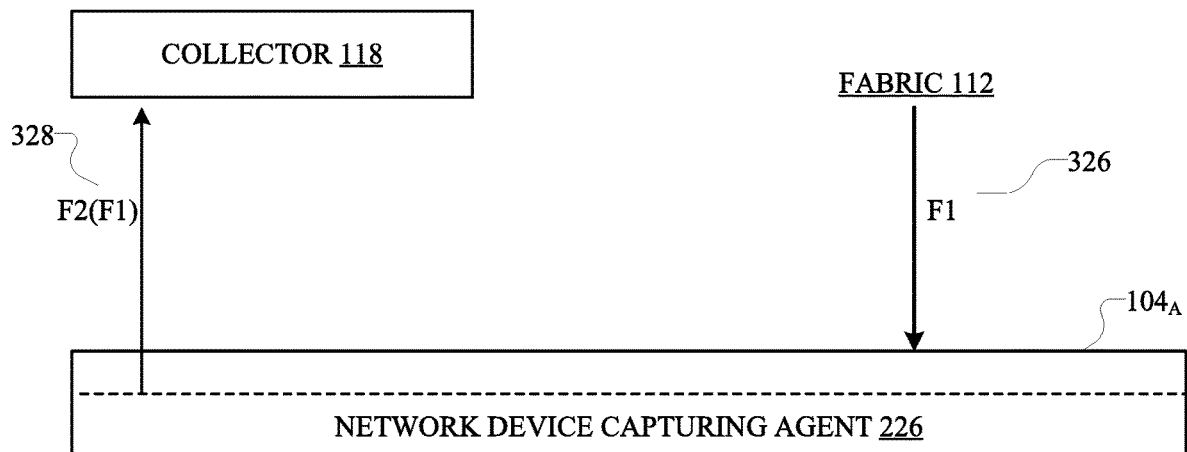 COLLECTOR 118
FABRIC 112
328
326
F2(F1)
F1
104A
NETWORK DEVICE CAPTURING AGENT 226